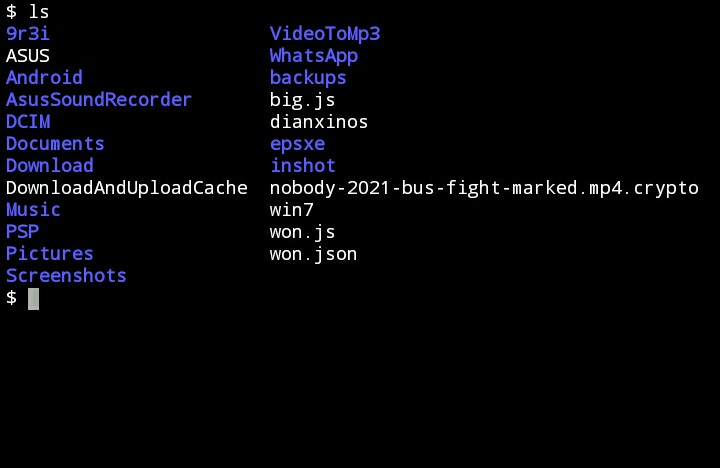 $ ls
9r3i VideoToMp3
ASUS WhatsApp
Android backups
AsusSoundRecorder big.js
DCIM dianxinos
Documents epsxe
Download inshot
DownloadAndUploadCache nobody-2021-bus-fight-marked.mp4.crypto
Music win7
PSP won.js
Pictures won.json
Screenshots
$